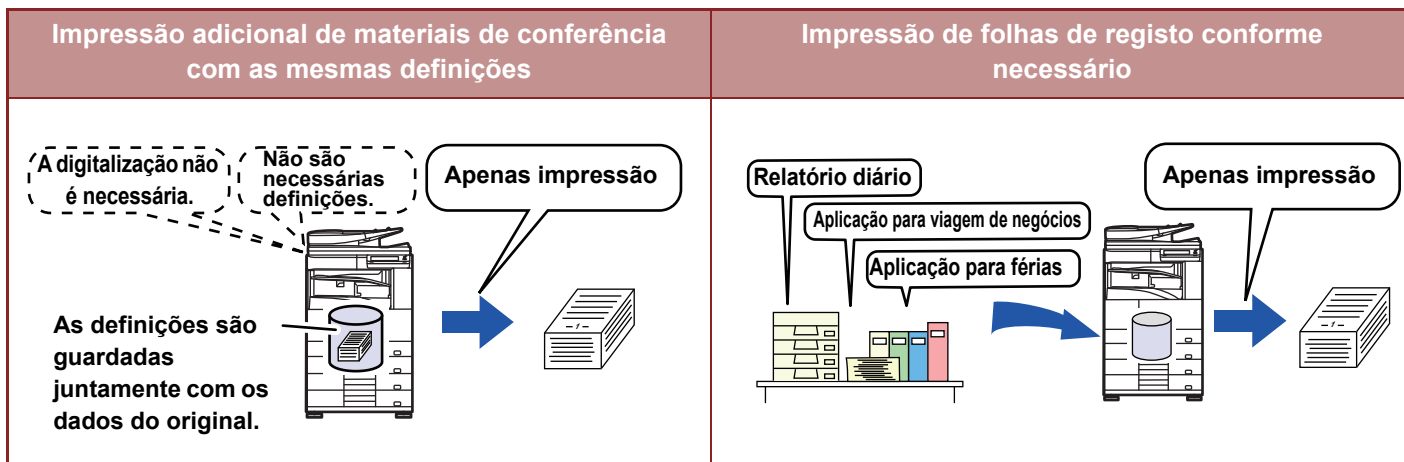 Impressão adicional de materiais de conferência
com as mesmas definições
A digitalização não
é necessária.
Não são
necessárias
definições.
Apenas impressão
As definições são
guardadas
juntamente com os
dados do original.
-1-
Impressão de folhas de registo conforme
necessário
Relatório diário
Aplicação para viagem de negócios
Aplicação para férias
Apenas impressão
-1-